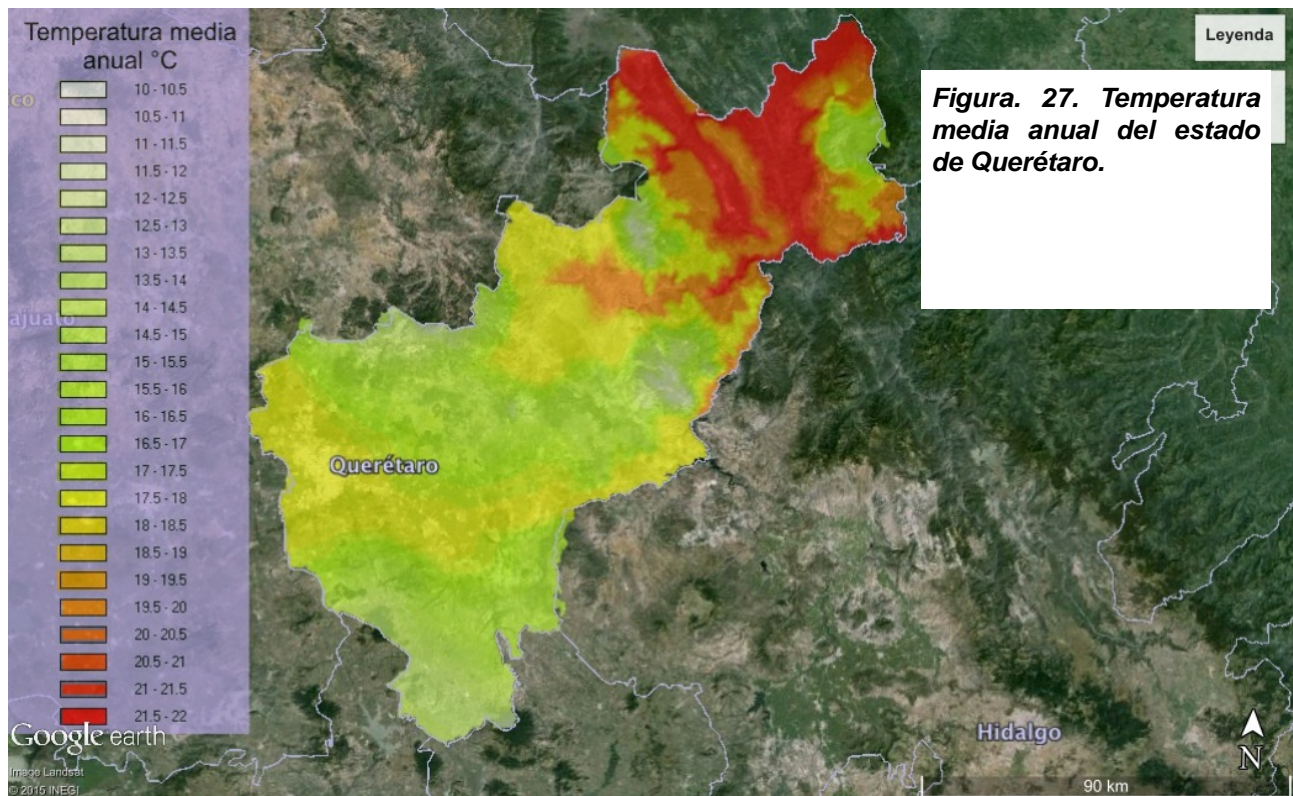 Temperatura media
anual °C
10 - 10.5
10.5 - 11
11 - 11.5
11.5 - 12
12 - 12.5
12.5 - 13
13 - 13.5
13.5 - 14
14 - 14.5
14.5 - 15
15 - 15.5
15.5 - 16
16 - 16.5
16.5 - 17
17 - 17.5
17.5 - 18
18 - 18.5
18.5 - 19
19 - 19.5
19.5 - 20
20 - 20.5
20.5 - 21
21 - 21.5
21.5 - 22
co
ajuato
Google earth
Image Landsat
© 2015 INEGI
Querétaro
Leyenda
Figura. 27. Temperatura
media anual del estado
de Querétaro.
Hidalgo
N
90 km